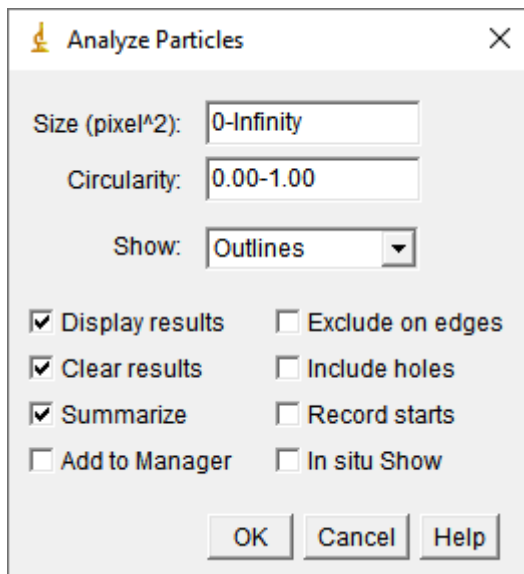 Analyze Particles
Size (pixel^2): 0-Infinity
Circularity: 0.00-1.00
Show: Outlines
Display results Exclude on edges
Clear results Include holes
Summarize Record starts
Add to Manager In situ Show
OK Cancel Help